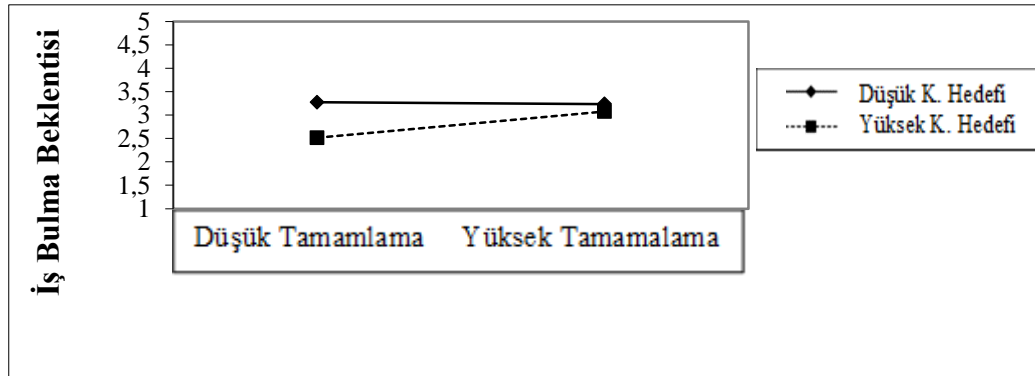 İş Bulma Beklentisi
5
4,5
4
3,5
3
2,5
2
1,5
1
Düşük Tamamlama Yüksek Tamamalama
Düşük K. Hedefi
Yüksek K. Hedefi